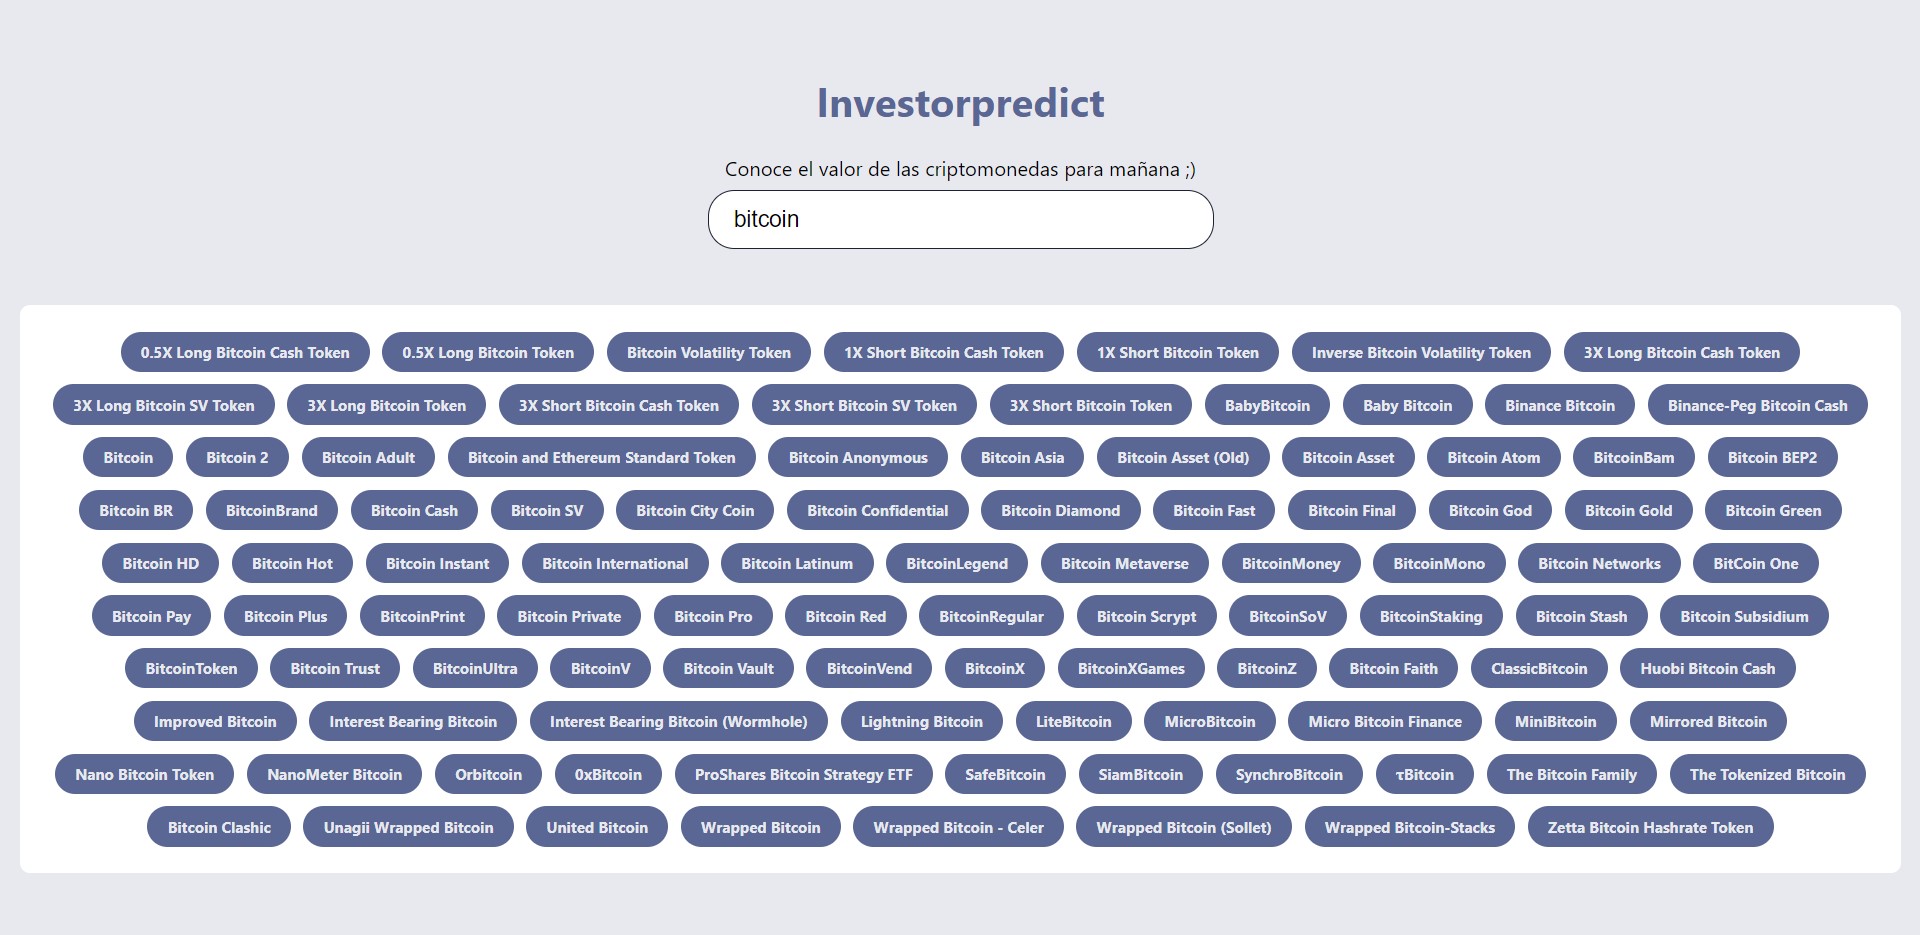 Investorpredict
Conoce el valor de las criptomonedas para mañana ;)
bitcoin
0.5X Long Bitcoin Cash Token 0.5X Long Bitcoin Token Bitcoin Volatility Token 1X Short Bitcoin Cash Token 1X Short Bitcoin Token Inverse Bitcoin Volatility Token 3X Long Bitcoin Cash Token
3X Long Bitcoin SV Token 3X Long Bitcoin Token 3X Short Bitcoin Cash Token 3X Short Bitcoin SV Token 3X Short Bitcoin Token BabyBitcoin Baby Bitcoin Binance Bitcoin Binance-Peg Bitcoin Cash
Bitcoin Bitcoin 2 Bitcoin Adult Bitcoin and Ethereum Standard Token Bitcoin Anonymous Bitcoin Asia Bitcoin Asset (Old) Bitcoin Asset Bitcoin Atom BitcoinBam Bitcoin BEP2
Bitcoin BR BitcoinBrand Bitcoin Cash Bitcoin SV Bitcoin City Coin Bitcoin Confidential Bitcoin Diamond Bitcoin Fast Bitcoin Final Bitcoin God Bitcoin Gold Bitcoin Green
Bitcoin HD Bitcoin Hot Bitcoin Instant Bitcoin International Bitcoin Latinum BitcoinLegend Bitcoin Metaverse BitcoinMoney BitcoinMono Bitcoin Networks BitCoin One
Bitcoin Pay Bitcoin Plus BitcoinPrint Bitcoin Private Bitcoin Pro Bitcoin Red BitcoinRegular Bitcoin Scrypt BitcoinSoV BitcoinStaking Bitcoin Stash Bitcoin Subsidium
BitcoinToken Bitcoin Trust BitcoinUltra BitcoinV Bitcoin Vault BitcoinVend BitcoinX BitcoinXGames BitcoinZ Bitcoin Faith ClassicBitcoin Huobi Bitcoin Cash
Improved Bitcoin Interest Bearing Bitcoin Interest Bearing Bitcoin (Wormhole) Lightning Bitcoin LiteBitcoin MicroBitcoin Micro Bitcoin Finance MiniBitcoin Mirrored Bitcoin
Nano Bitcoin Token NanoMeter Bitcoin Orbitcoin 0xBitcoin ProShares Bitcoin Strategy ETF SafeBitcoin SiamBitcoin SynchroBitcoin τBitcoin The Bitcoin Family The Tokenized Bitcoin
Bitcoin Clashic Unagii Wrapped Bitcoin United Bitcoin Wrapped Bitcoin Wrapped Bitcoin - Celer Wrapped Bitcoin (Sollet) Wrapped Bitcoin-Stacks Zetta Bitcoin Hashrate Token